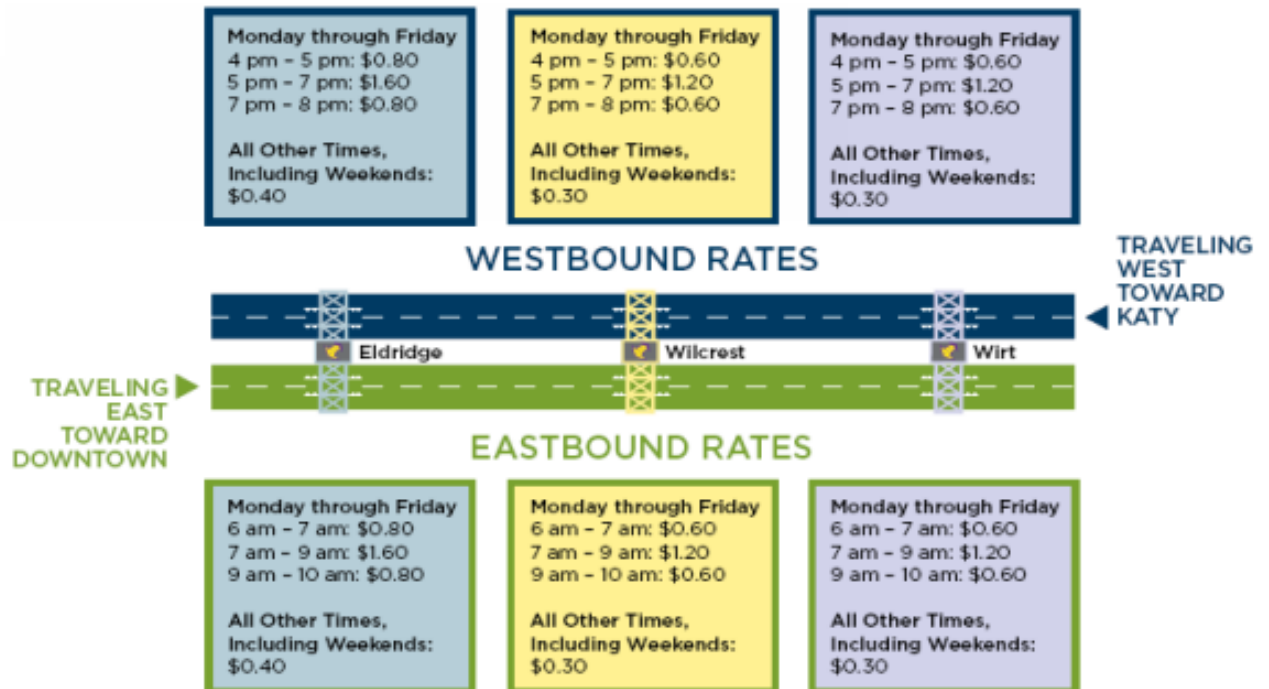 Monday through Friday
4 pm – 5 pm: $0.80
5 pm – 7 pm: $1.60
7 pm – 8 pm: $0.80
All Other Times,
Including Weekends:
$0.40
Monday through Friday
4 pm – 5 pm: $0.60
5 pm – 7 pm: $1.20
7 pm – 8 pm: $0.60
All Other Times,
Including Weekends:
$0.30
Monday through Friday
4 pm – 5 pm: $0.60
5 pm – 7 pm: $1.20
7 pm – 8 pm: $0.60
All Other Times,
Including Weekends:
$0.30
WESTBOUND RATES
TRAVELING
WEST
TOWARD
KATY
Eldridge
Wilcrest
Wirt
TRAVELING
EAST
TOWARD
DOWNTOWN
EASTBOUND RATES
Monday through Friday
6 am – 7 am: $0.80
7 am – 9 am: $1.60
9 am – 10 am: $0.80
All Other Times,
Including Weekends:
$0.40
Monday through Friday
6 am – 7 am: $0.60
7 am – 9 am: $1.20
9 am – 10 am: $0.60
All Other Times,
Including Weekends:
$0.30
Monday through Friday
6 am – 7 am: $0.60
7 am – 9 am: $1.20
9 am – 10 am: $0.60
All Other Times,
Including Weekends:
$0.30